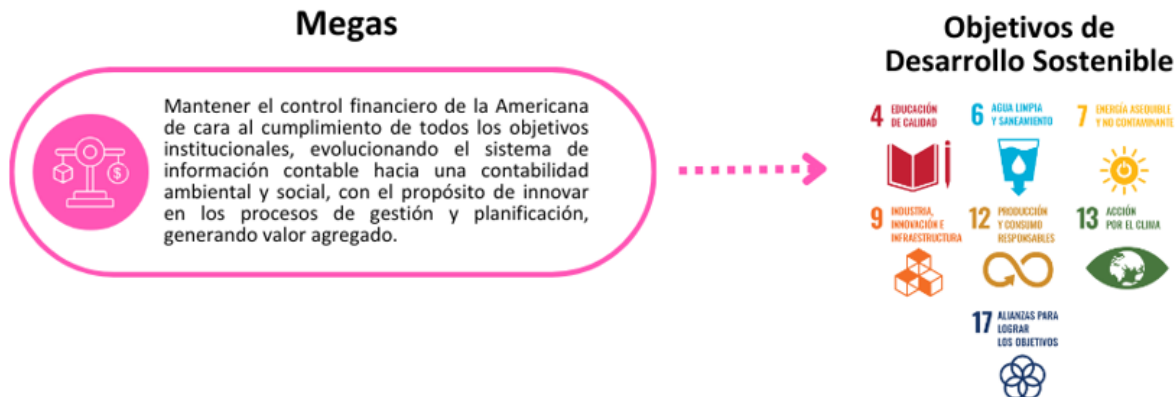 Megas
Mantener el control financiero de la Americana
de cara al cumplimiento de todos los objetivos
institucionales, evolucionando el sistema de
información contable hacia una contabilidad
ambiental y social, con el propósito de innovar
en los procesos de gestión y planificación,
generando valor agregado.
$
Objetivos de
Desarrollo Sostenible
4 EDUCACIÓN
DE CALIDAD
6 AGUA LIMPIA
Y SANEAMIENTO
7 ENERGÍA ASEQUIBLE
Y NO CONTAMINANTE
9 INDUSTRIA,
INNOVACIÓN E
INFRAESTRUCTURA
12 PRODUCCIÓN
Y CONSUMO
RESPONSABLES
13 ACCIÓN
POR EL CLIMA
17 ALIANZAS PARA
LOGRAR
LOS OBJETIVOS